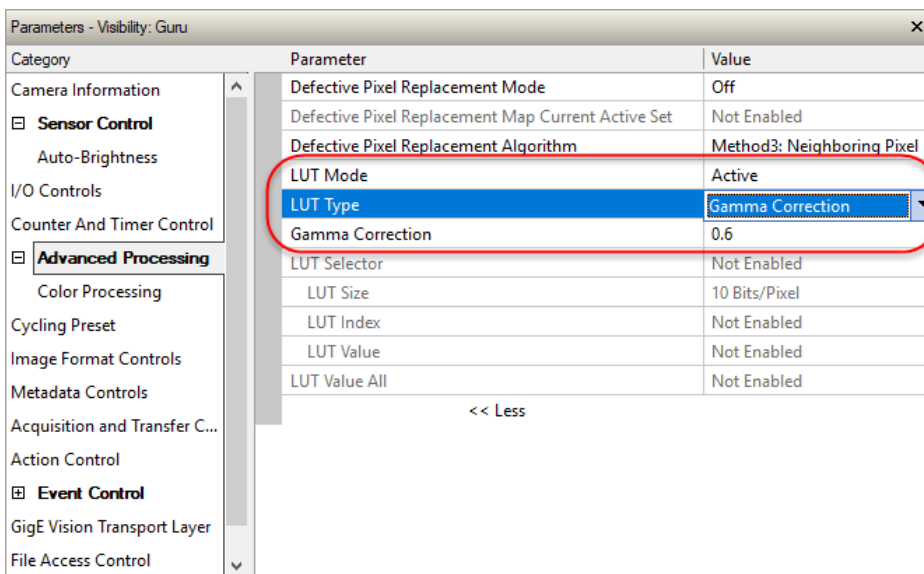 Parameters - Visibility: Guru
Category
Camera Information
Sensor Control
Auto-Brightness
I/O Controls
Counter And Timer Control
Advanced Processing
Color Processing
Cycling Preset
Image Format Controls
Metadata Controls
Acquisition and Transfer C...
Action Control
Event Control
GigE Vision Transport Layer
File Access Control
Parameter Value
Defective Pixel Replacement Mode Off
Defective Pixel Replacement Map Current Active Set Not Enabled
Defective Pixel Replacement Algorithm Method3: Neighboring Pixel
LUT Mode Active
LUT Type Gamma Correction
Gamma Correction 0.6
LUT Selector Not Enabled
LUT Size 10 Bits/Pixel
LUT Index Not Enabled
LUT Value Not Enabled
LUT Value All Not Enabled
<< Less